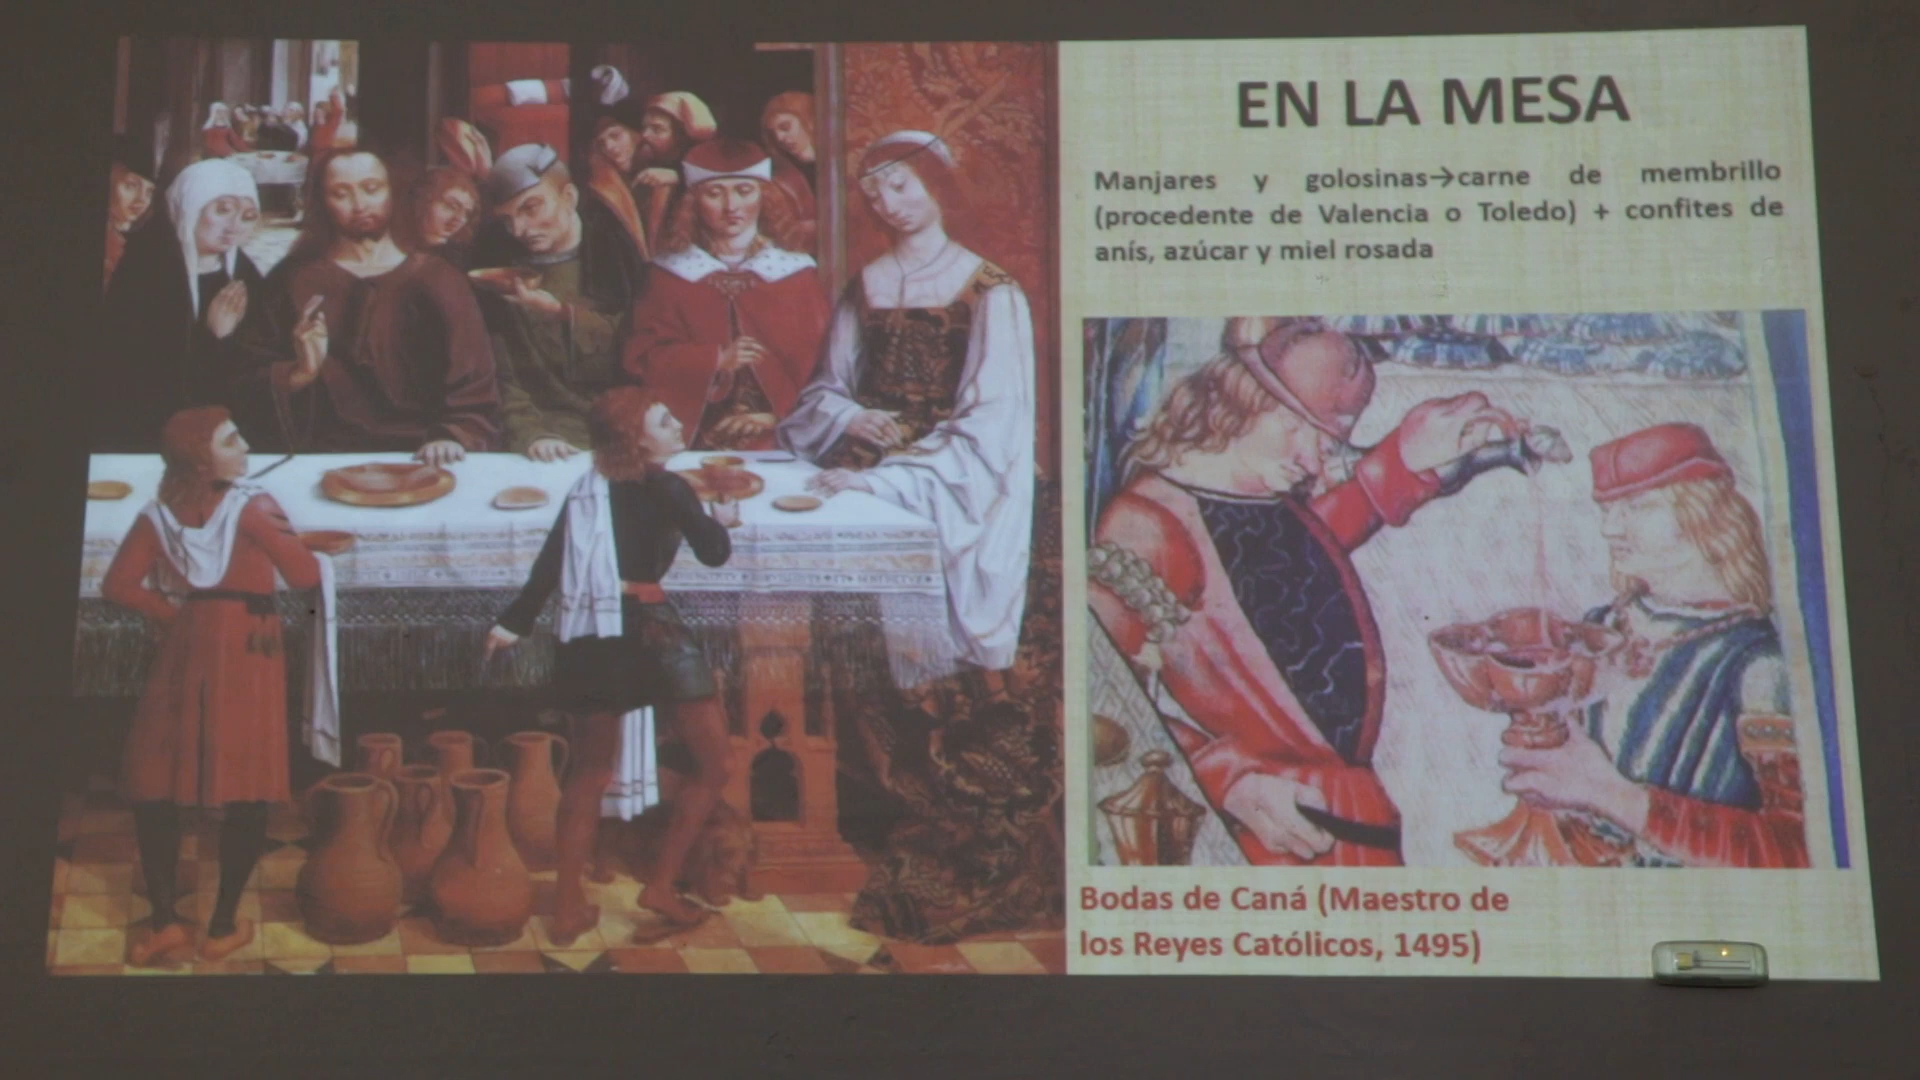 EN LA MESA
Manjares y golosinas→carne de membrillo
(procedente de Valencia o Toledo) + confites de
anís, azúcar y miel rosada
Bodas de Caná (Maestro de
los Reyes Católicos, 1495)